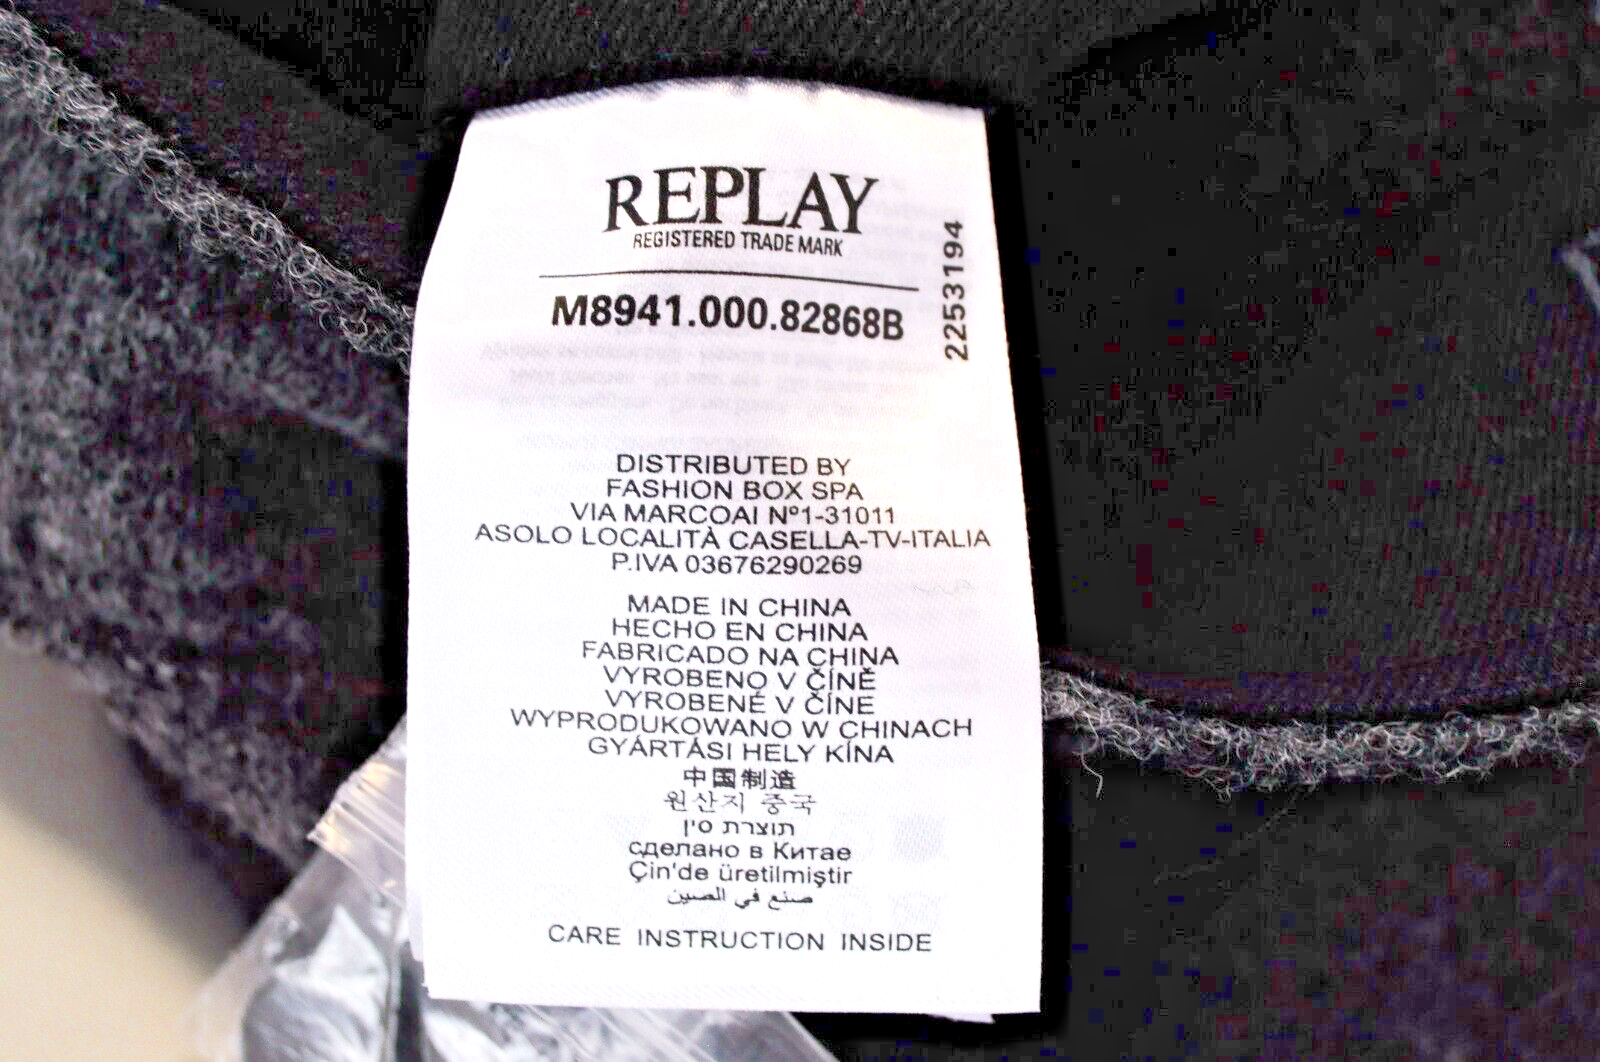 REPLAY
REGISTERED TRADE MARK
M8941.000.82868B
2253194
DISTRIBUTED BY
FASHION BOX SPA
VIA MARCOAI Nº1-31011
ASOLO LOCALITÀ CASELLA-TV-ITALIA
P.IVA 03676290269
MADE IN CHINA
HECHO EN CHINA
FABRICADO NA CHINA
VYROBENO V ČÍNĚ
VYROBENÉ V ČÍNE
WYPRODUKOWANO W CHINACH
GYÁRTÁSI HELY KÍNA
中国制造
원산지 중국
תוצרת סין
сделано в Китае
Çin'de üretilmiştir
صنع في الصين
CARE INSTRUCTION INSIDE